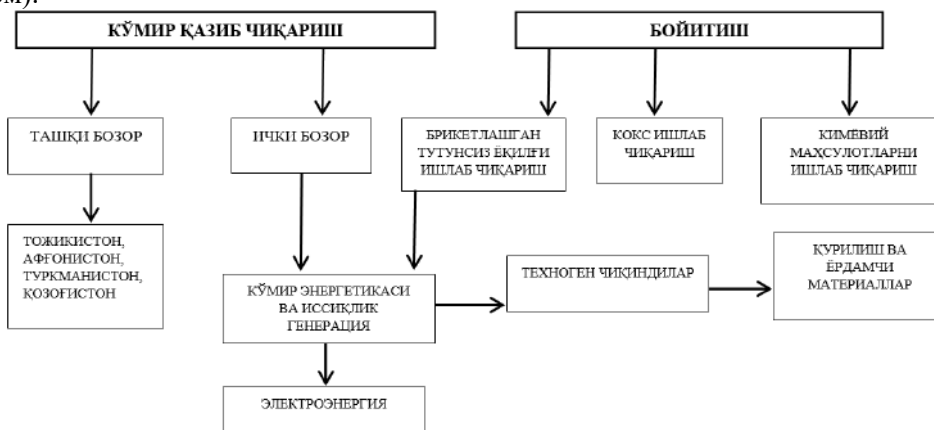 КЎМИР ҚАЗИБ ЧИҚАРИШ
БОЙИТИШ
ТАШҚИ БОЗОР
ИЧКИ БОЗОР
БРИКЕТЛАШГАН
ТУТУНСИЗ ЁҚИЛҒИ
ИШЛАБ ЧИҚАРИШ
КОКС ИШЛАБ
ЧИҚАРИШ
КИМЁВИЙ
МАҲСУЛОТЛАРНИ
ИШЛАБ ЧИҚАРИШ
ТОЖИКИСТОН,
АФҒОНИСТОН,
ТУРКМАНИСТОН,
ҚОЗОҒИСТОН
КЎМИР ЭНЕРГЕТИКАСИ
ВА ИССИҚЛИК
ГЕНЕРАЦИЯ
ТЕХНОГЕН ЧИҚИНДИЛАР
ҚУРИЛИШ ВА
ЁРДАМЧИ
МАТЕРИАЛЛАР
ЭЛЕКТРОЭНЕРГИЯ